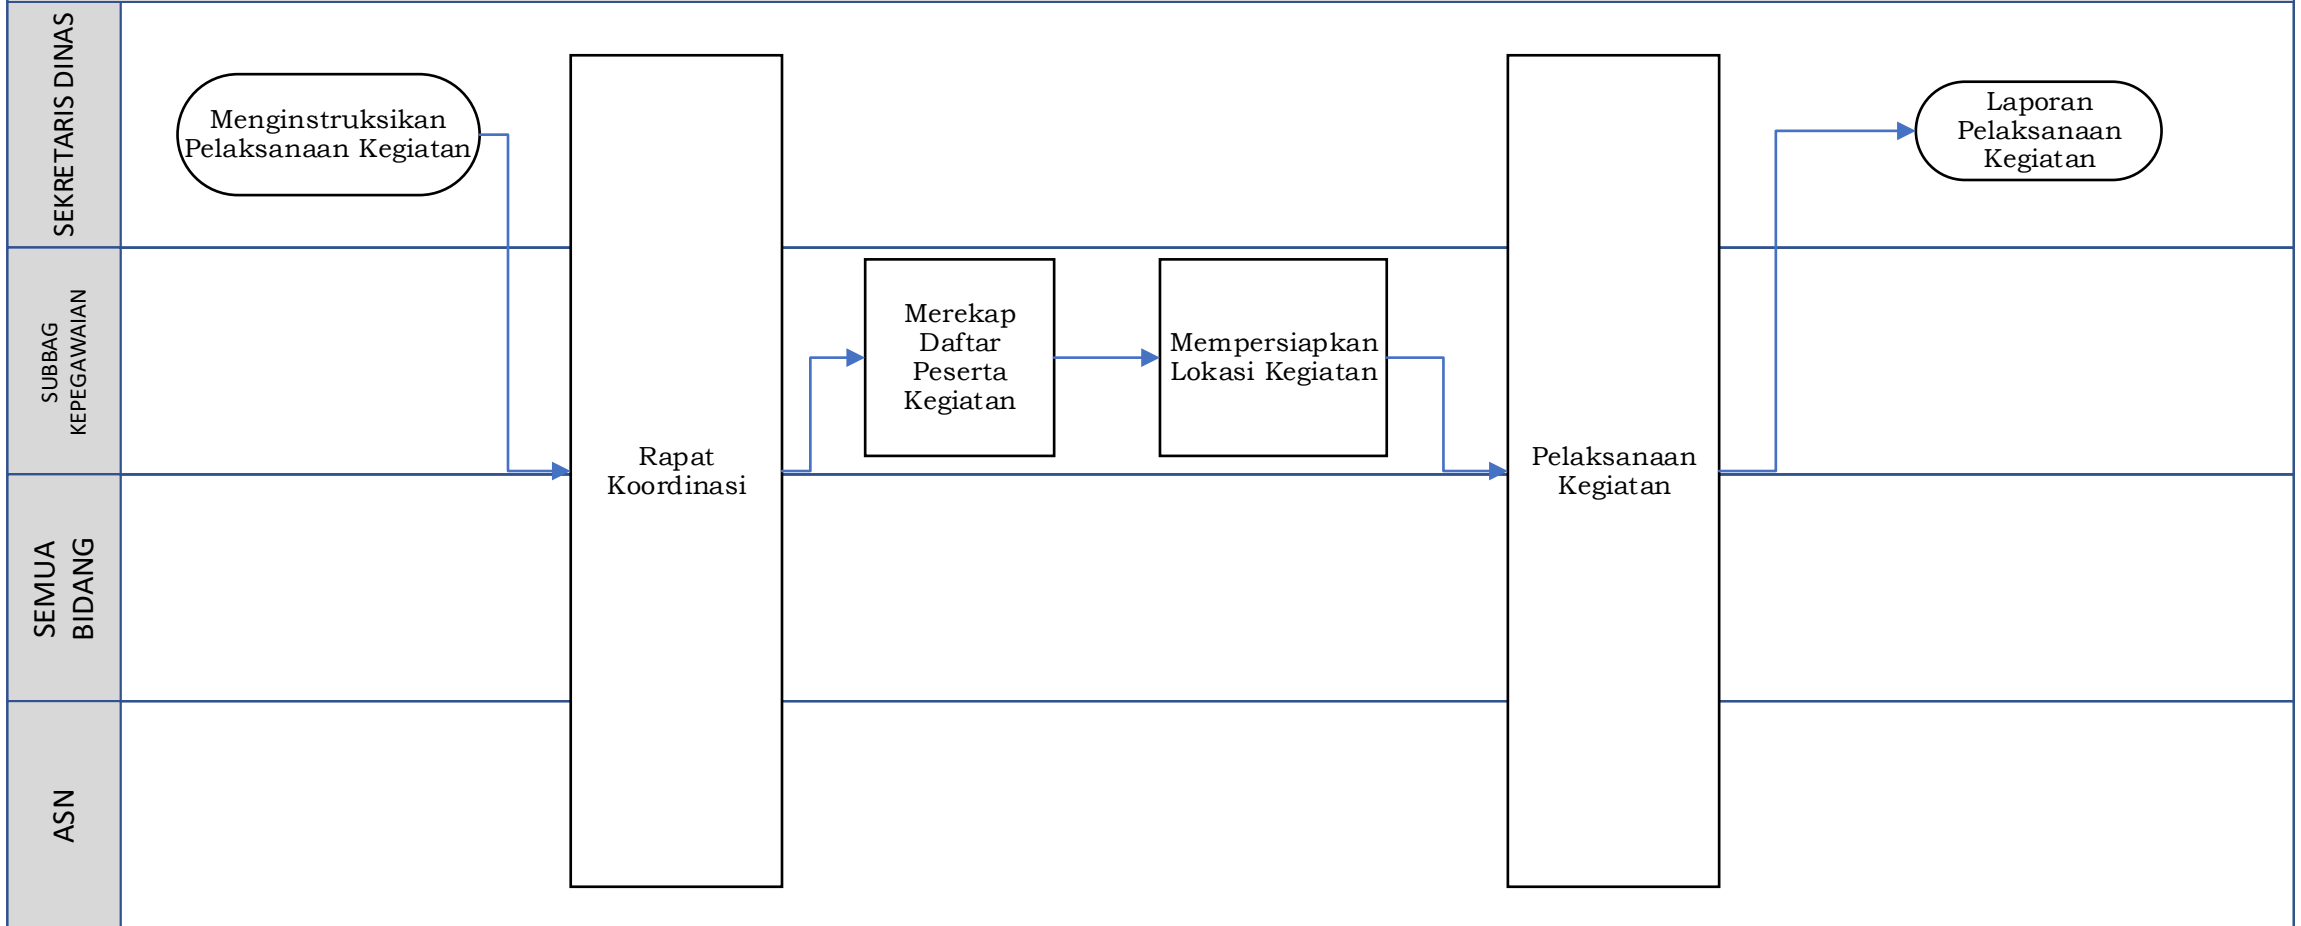 SEKRETARIS DINAS
Menginstruksikan
Pelaksanaan Kegiatan
Laporan
Pelaksanaan
Kegiatan
SUBBAG
KEPEGAWAIAN
Merekap
Daftar
Peserta
Kegiatan
Mempersiapkan
Lokasi Kegiatan
Rapat
Koordinasi
Pelaksanaan
Kegiatan
SEMUA
BIDANG
ASN